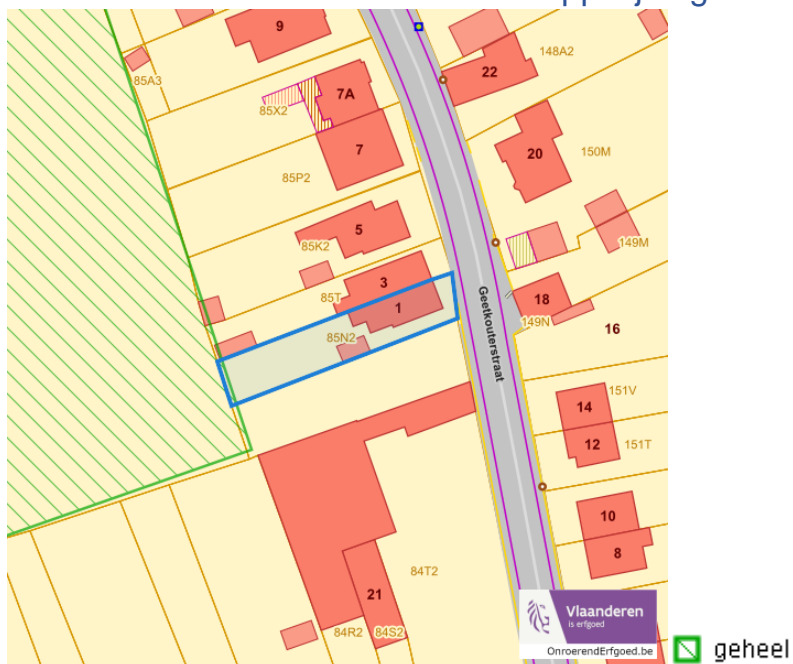 9
22
148A2
85A3
7A
85X2
7
20
150M
85P2
5
85K2
149M
3
85T
1
18
149N
16
85N2
Geetkouterstraat
14
151V
12
151T
10
8
84T2
21
84R2
84S2
Vlaanderen
is erfgoed
OnroerendErfgoed.be
geheel